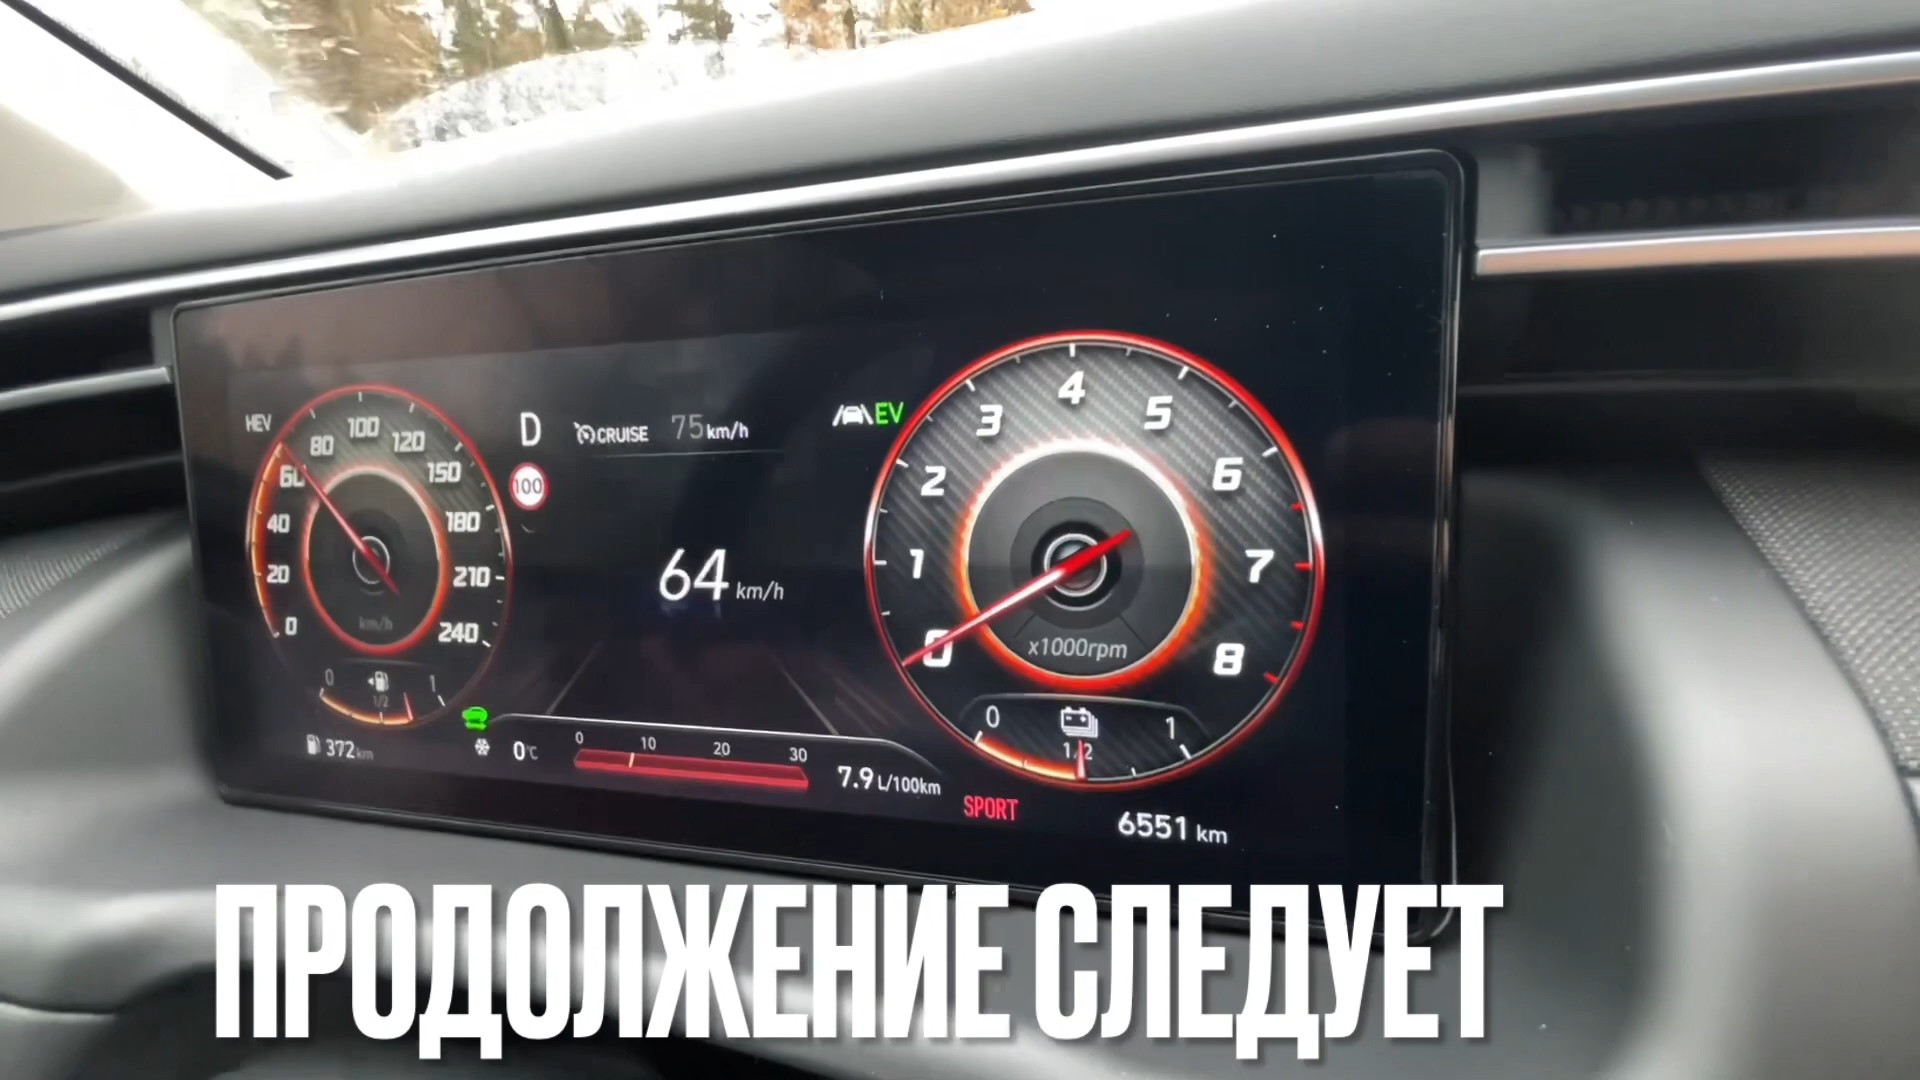 HEV
0
20
40
60
80
100
120
150
180
210
240
km/h
0
1/2
1
372 km
D
CRUISE 75 km/h
100
64 km/h
0°C
0 10 20 30
7.9 L/100km
EV
0
1
2
3
4
5
6
7
8
x1000rpm
0
1/2
1
SPORT
6551 km
ПРОДОЛЖЕНИЕ СЛЕДУЕТ